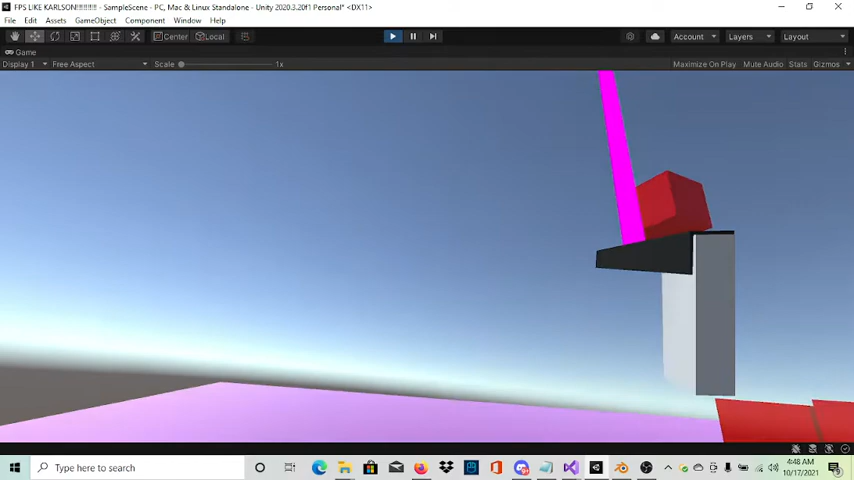 FPS LIKE KARLSON!!!!!!!!!! - SampleScene - PC, Mac & Linux Standalone - Unity 2020.3.20f1 Personal* <DX11>
File Edit Assets GameObject Component Window Help
Center Local Account Layers Layout
Game
Display 1 Free Aspect Scale 1x Maximize On Play Mute Audio Stats Gizmos
Type here to search
4:48 AM
10/17/2021